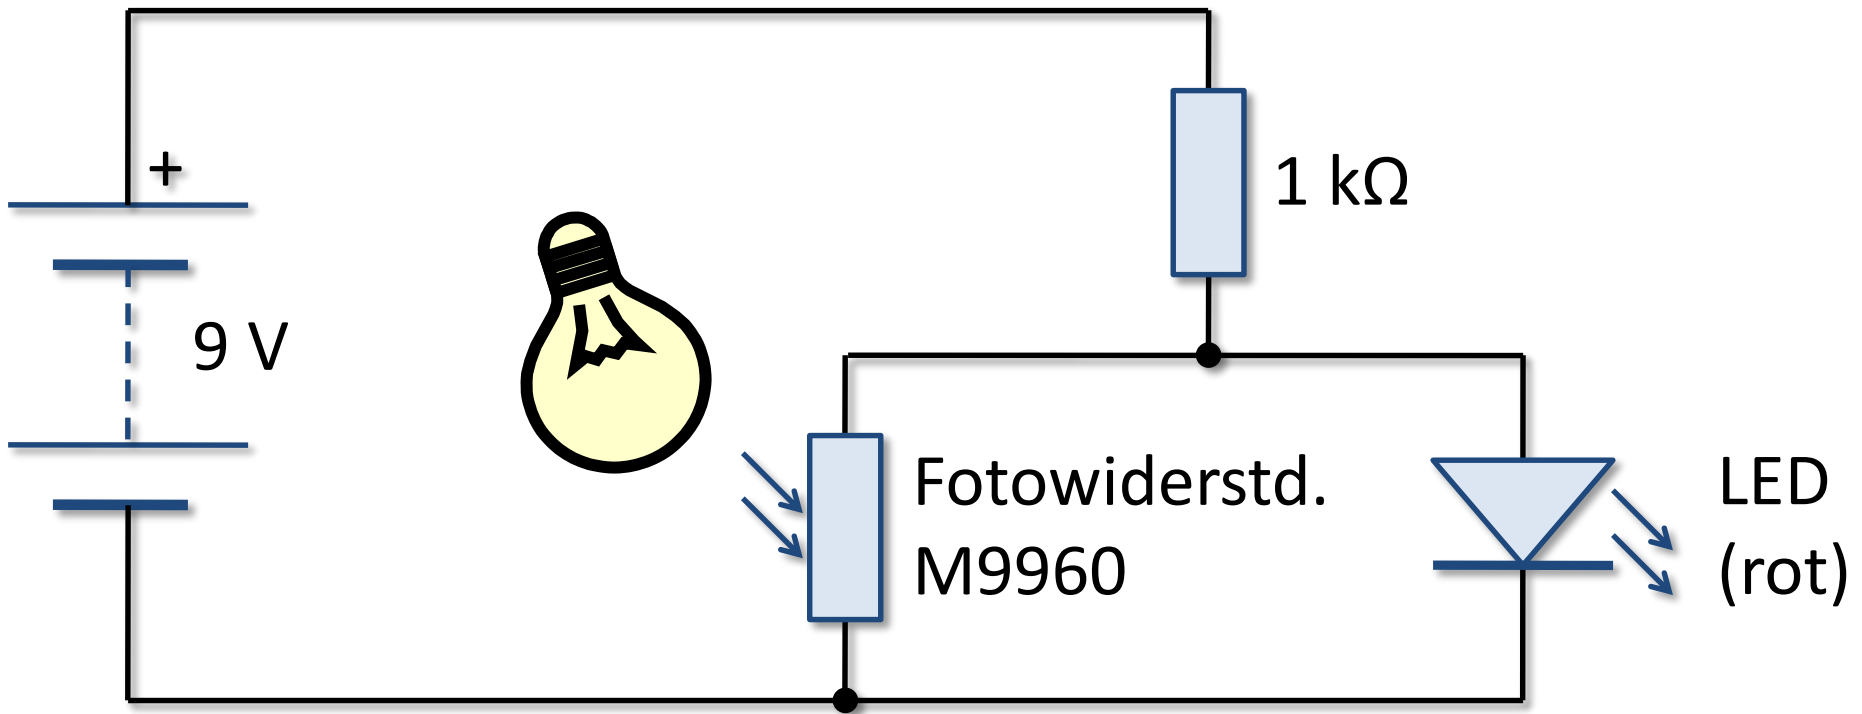 +
9 V
1 kΩ
Fotowiderstd.
M9960
LED
(rot)